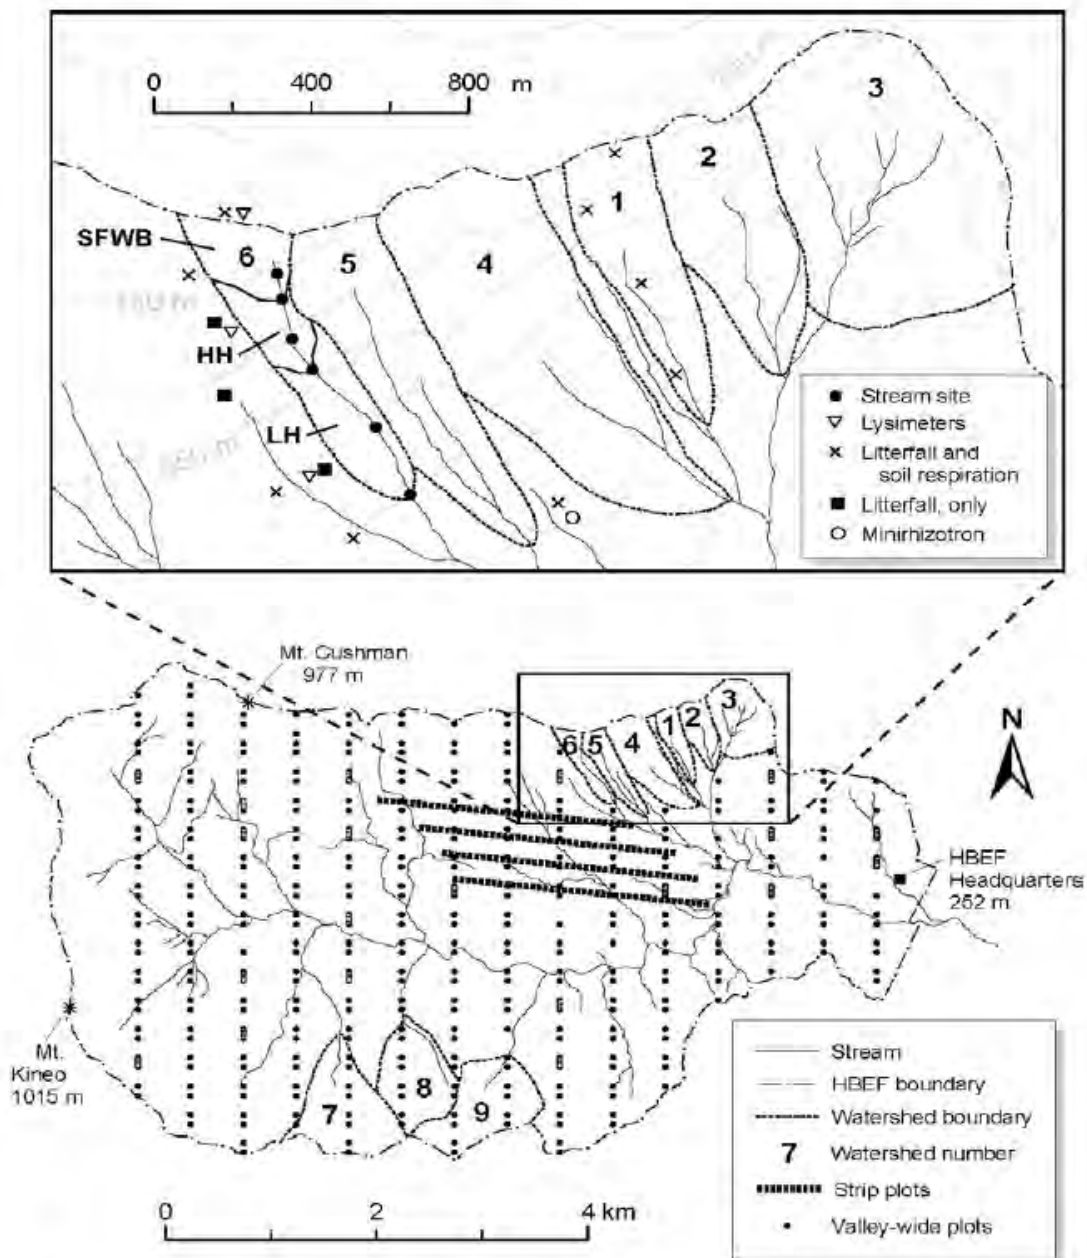 0 400 800 m
3
2
1
SFWB
6
5
4
HH
LH
Stream site
Lysimeters
Litterfall and
soil respiration
Litterfall, only
Minirhizotron
Mt. Cushman
977 m
6 5 4 1 2 3
N
HBEF
Headquarters
252 m
Mt.
Kineo
1015 m
7
8
9
Stream
HBEF boundary
Watershed boundary
7 Watershed number
Strip plots
Valley-wide plots
0 2 4 km